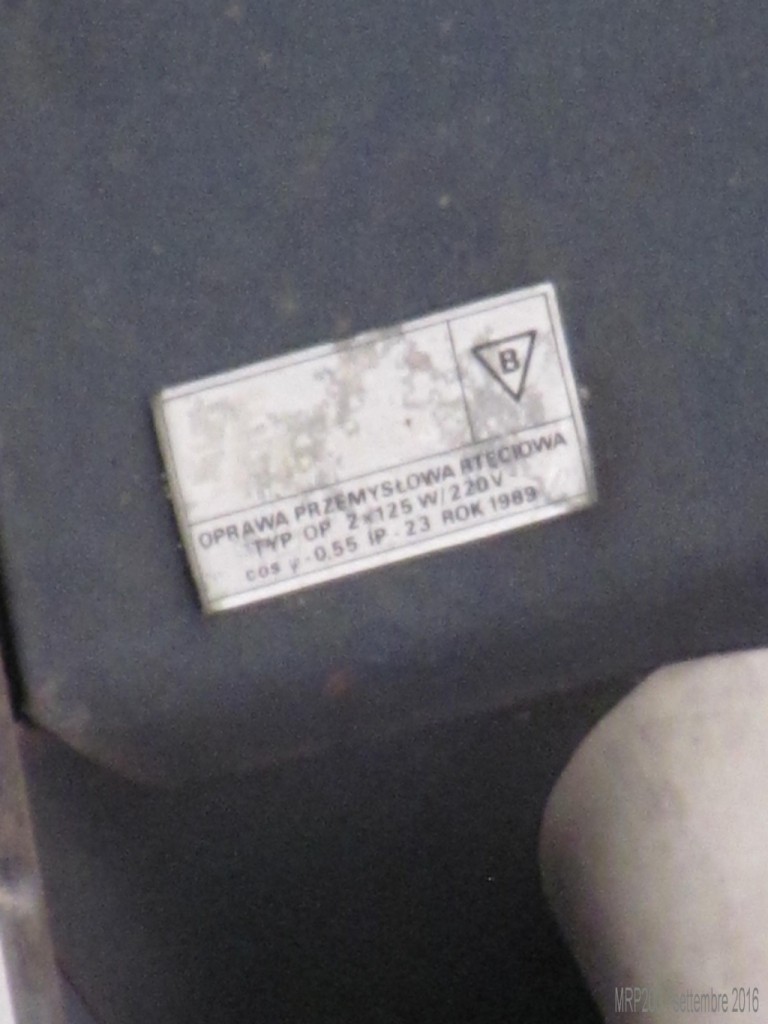 B
OPRAWA PRZEMYSŁOWA RTĘCIOWA
TYP OP 2x125 W/220V
cos φ-0.55 IP-23 ROK 1989
settembre 2016